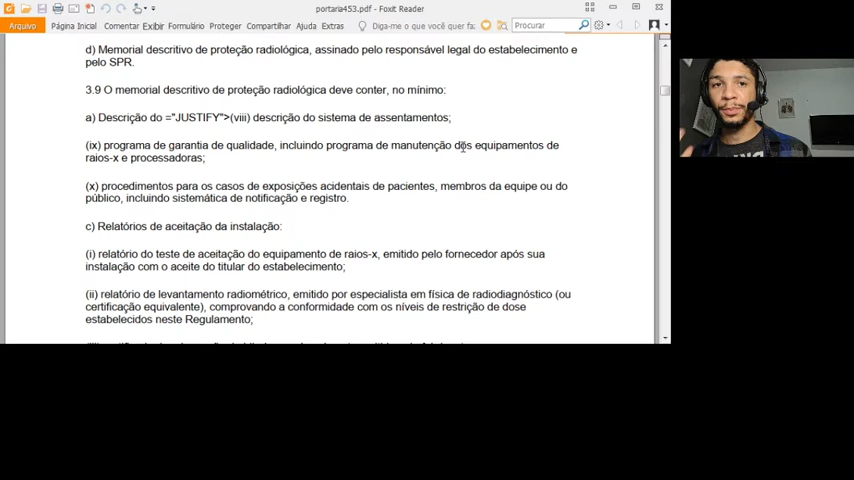 portaria453.pdf - Foxit Reader
Arquivo Página Inicial Comentar Exibir Formulário Proteger Compartilhar Ajuda Extras Diga-me o que você quer fa: Procurar
d) Memorial descritivo de proteção radiológica, assinado pelo responsável legal do estabelecimento e
pelo SPR.
3.9 O memorial descritivo de proteção radiológica deve conter, no mínimo:
a) Descrição do ="JUSTIFY">(viii) descrição do sistema de assentamentos;
(ix) programa de garantia de qualidade, incluindo programa de manutenção dos equipamentos de
raios-x e processadoras;
(x) procedimentos para os casos de exposições acidentais de pacientes, membros da equipe ou do
público, incluindo sistemática de notificação e registro.
c) Relatórios de aceitação da instalação:
(i) relatório do teste de aceitação do equipamento de raios-x, emitido pelo fornecedor após sua
instalação com o aceite do titular do estabelecimento;
(ii) relatório de levantamento radiométrico, emitido por especialista em física de radiodiagnóstico (ou
certificação equivalente), comprovando a conformidade com os níveis de restrição de dose
estabelecidos neste Regulamento;